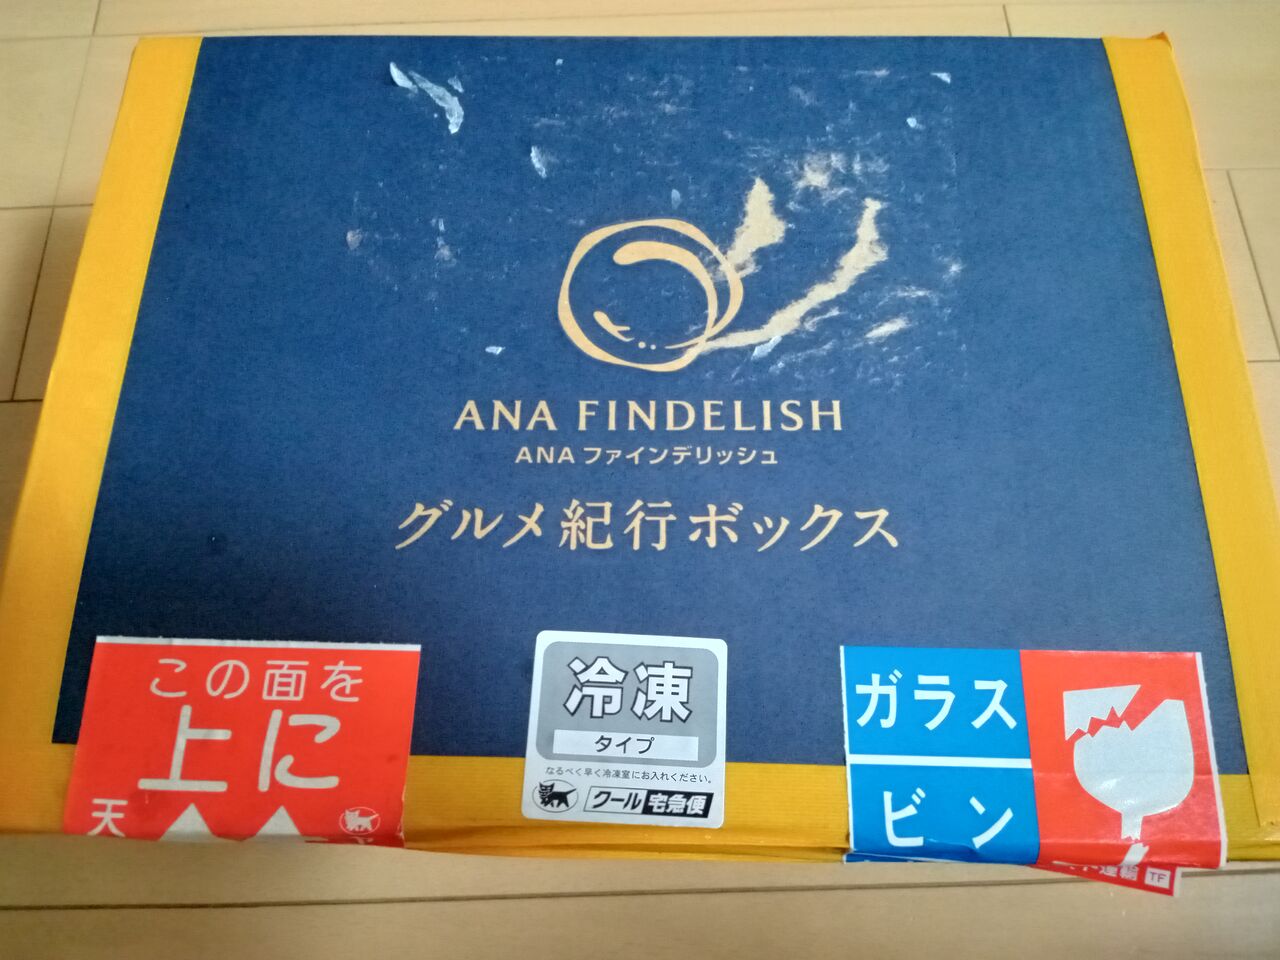 ANA FINDELISH
ANA ファインデリッシュ
グルメ紀行ボックス
この面を
上に
天
冷凍
タイプ
なるべく早く冷凍室にお入れください。
クール宅急便
ガラス
ビン
TF